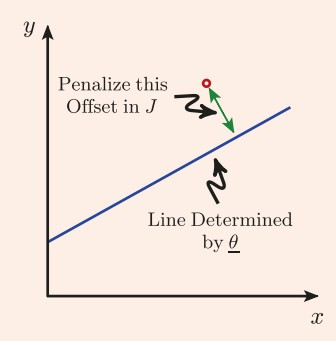 y
Penalize this
Offset in J
Line Determined
by θ
x